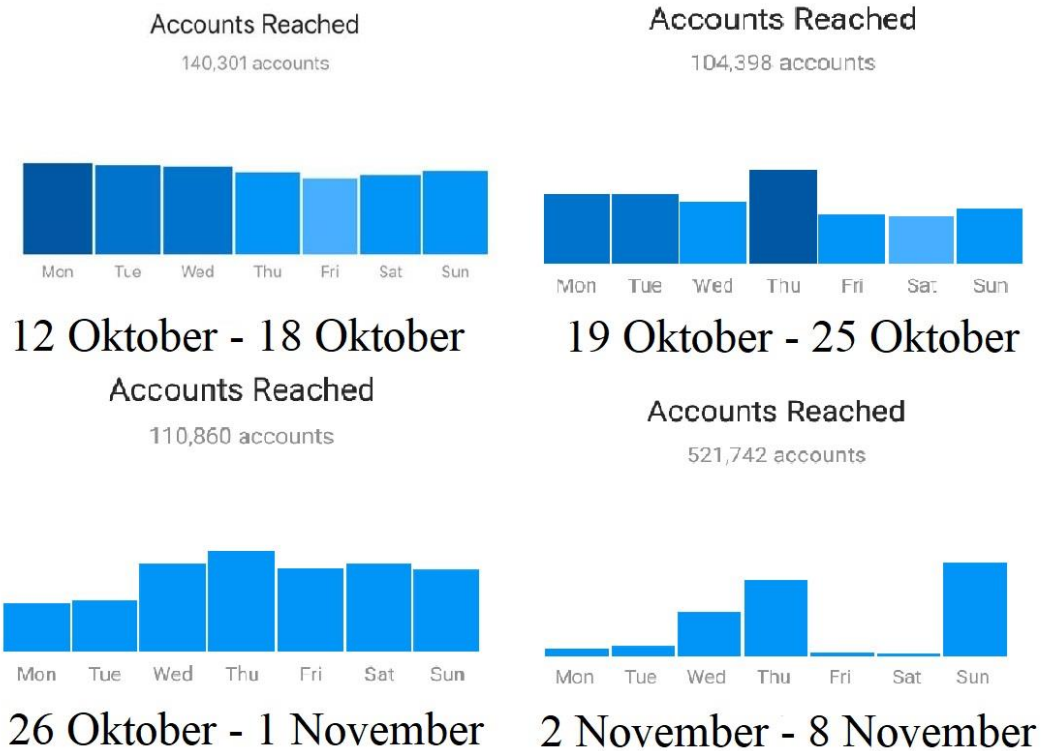 Accounts Reached
140,301 accounts
Mon Tue Wed Thu Fri Sat Sun
12 Oktober - 18 Oktober
Accounts Reached
104,398 accounts
Mon Tue Wed Thu Fri Sat Sun
19 Oktober - 25 Oktober
Accounts Reached
110,860 accounts
Mon Tue Wed Thu Fri Sat Sun
26 Oktober - 1 November
Accounts Reached
521,742 accounts
Mon Tue Wed Thu Fri Sat Sun
2 November - 8 November